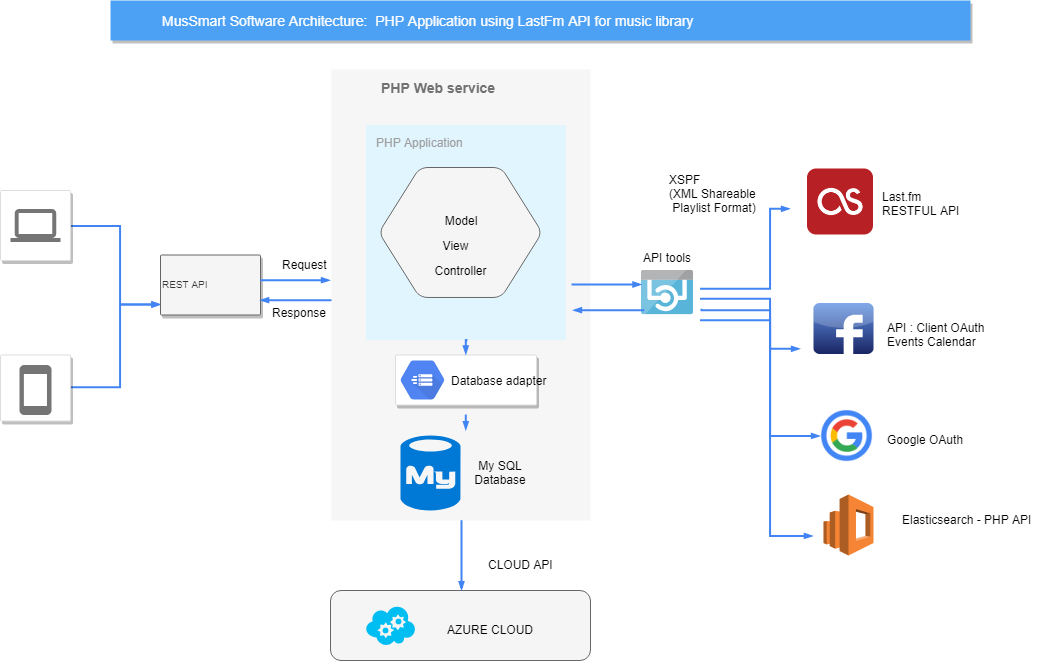 MusSmart Software Architecture:  PHP Application using LastFm API for music library
PHP Web service
PHP Application
Model
View
Controller
REST API
Request
Response
Database adapter
My
My SQL
Database
CLOUD API
AZURE CLOUD
API tools
XSPF
(XML Shareable
Playlist Format)
Last.fm
RESTFUL API
API : Client OAuth
Events Calendar
Google OAuth
Elasticsearch - PHP API